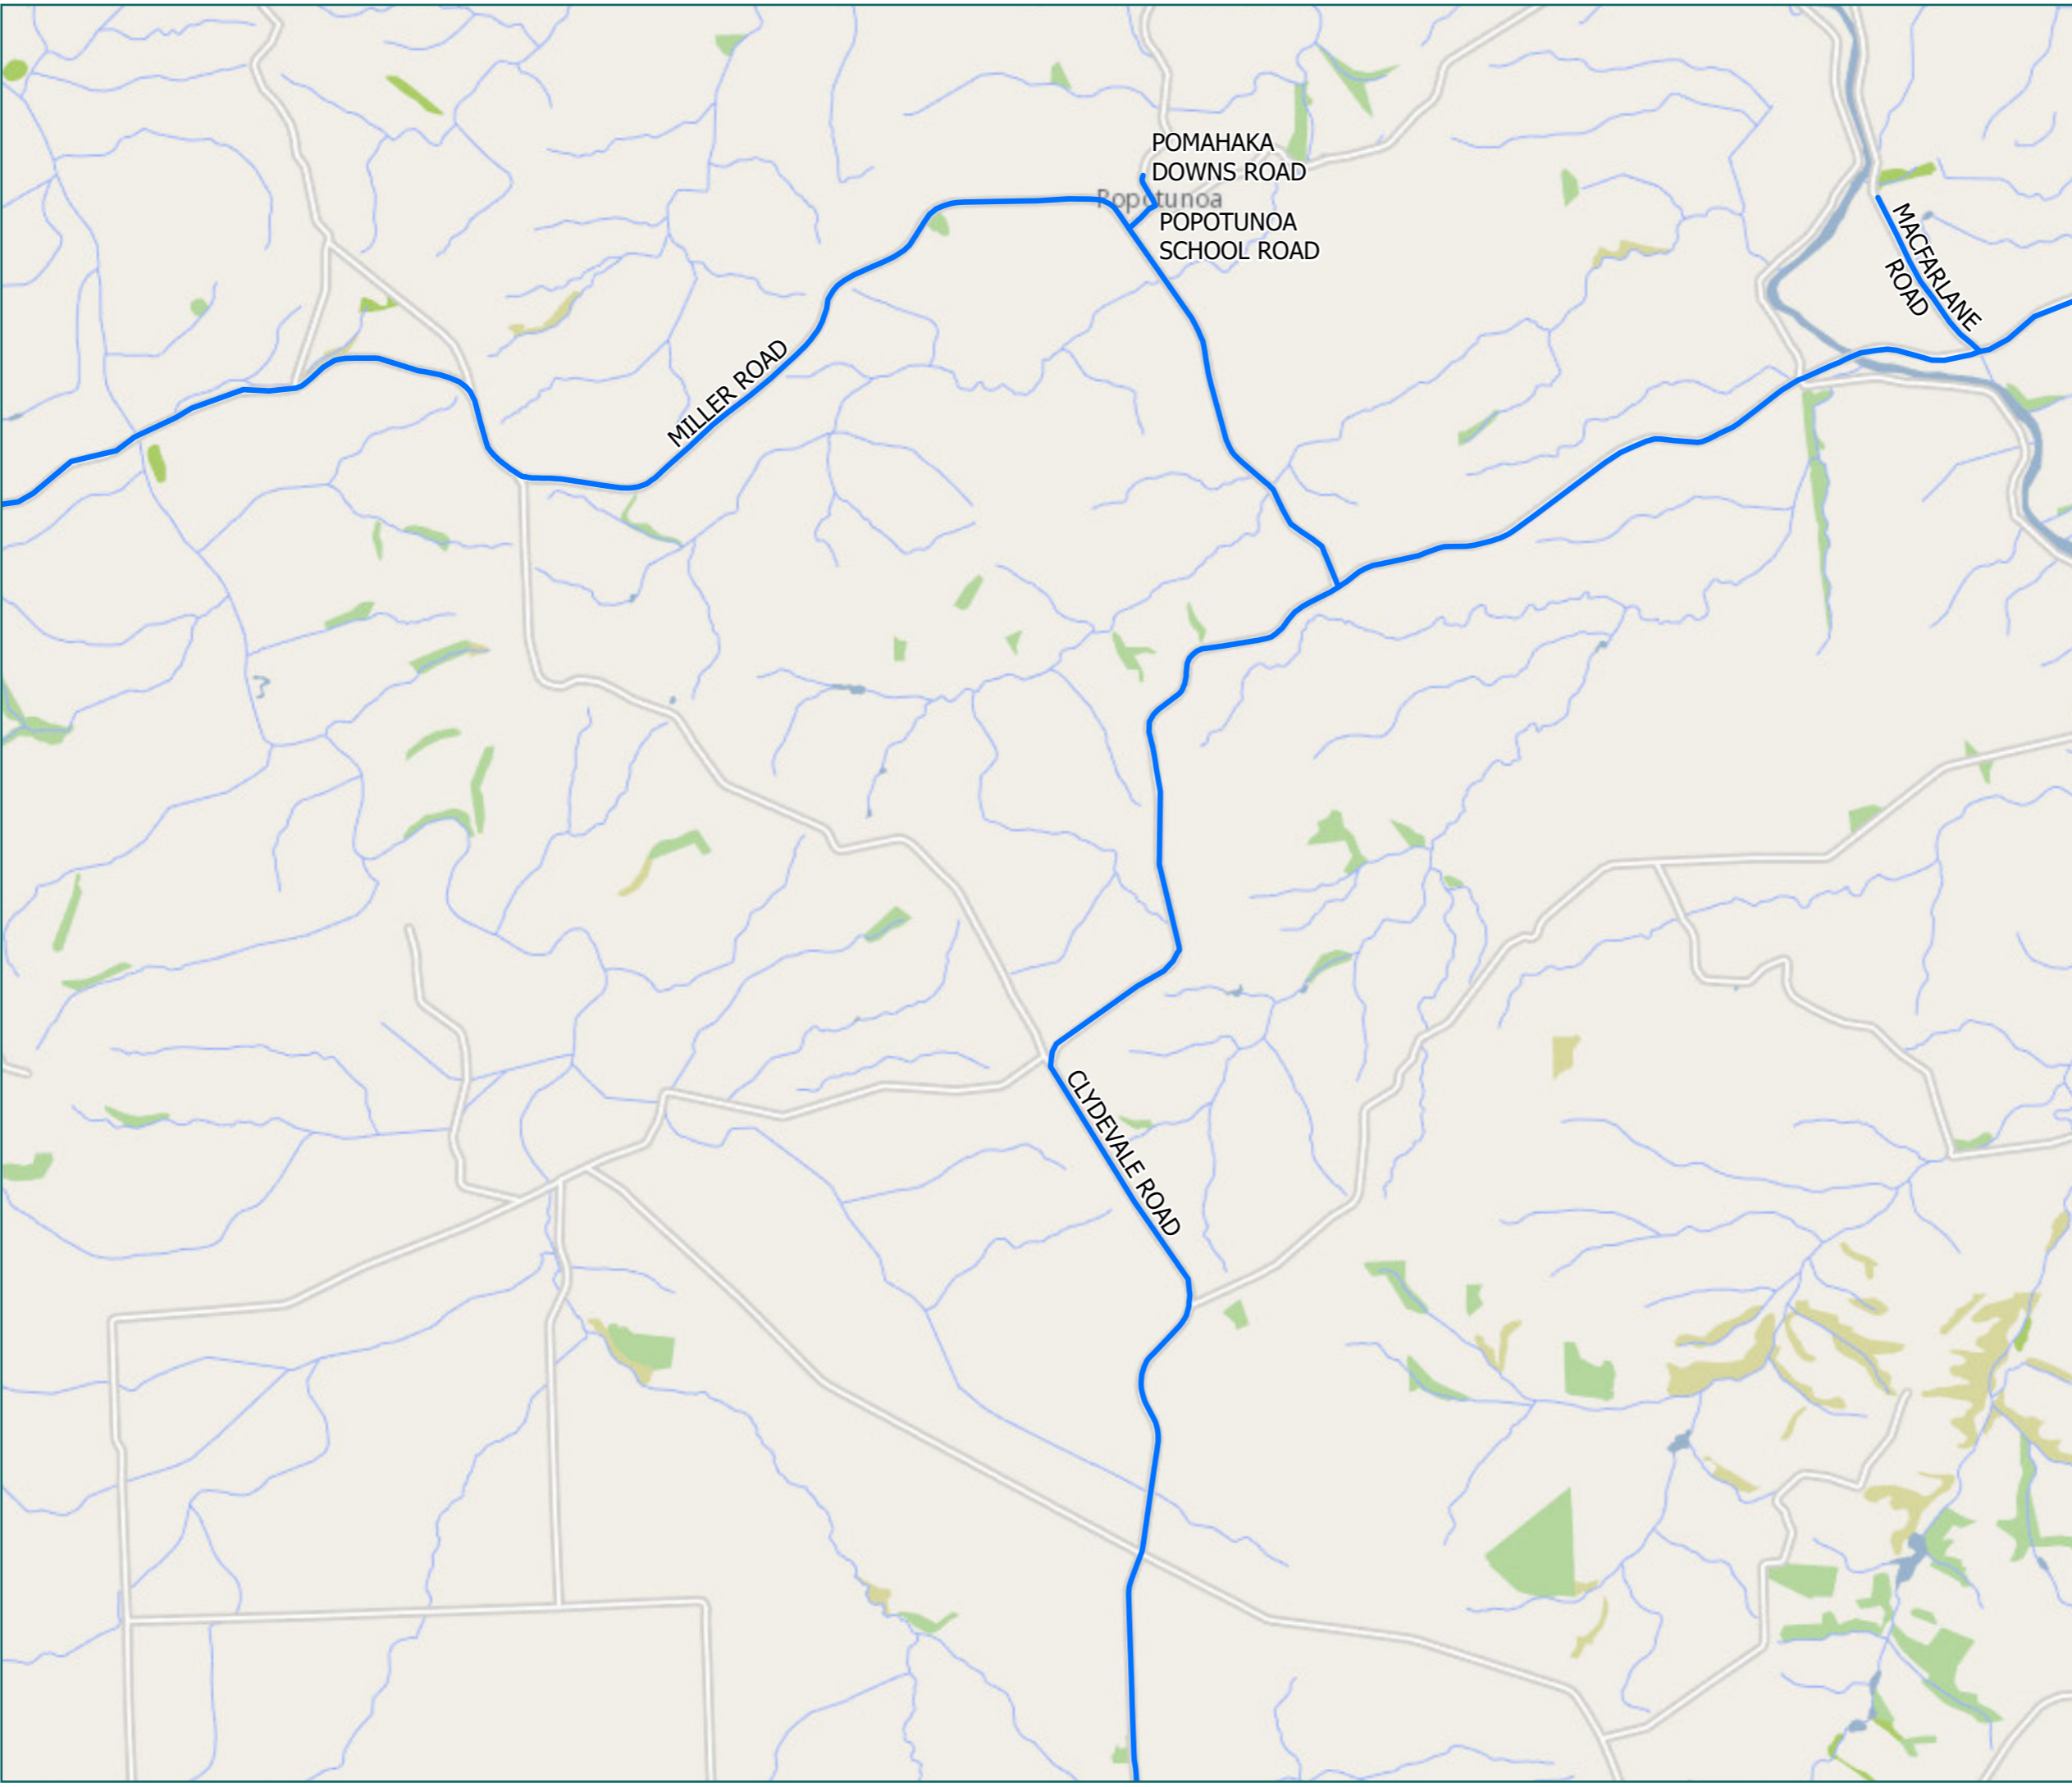 POMAHAKA
DOWNS ROAD
Popotunoa
POPOTUNOA
SCHOOL ROAD
MACFARLANE
ROAD
MILLER ROAD
CLYDEVALE ROAD